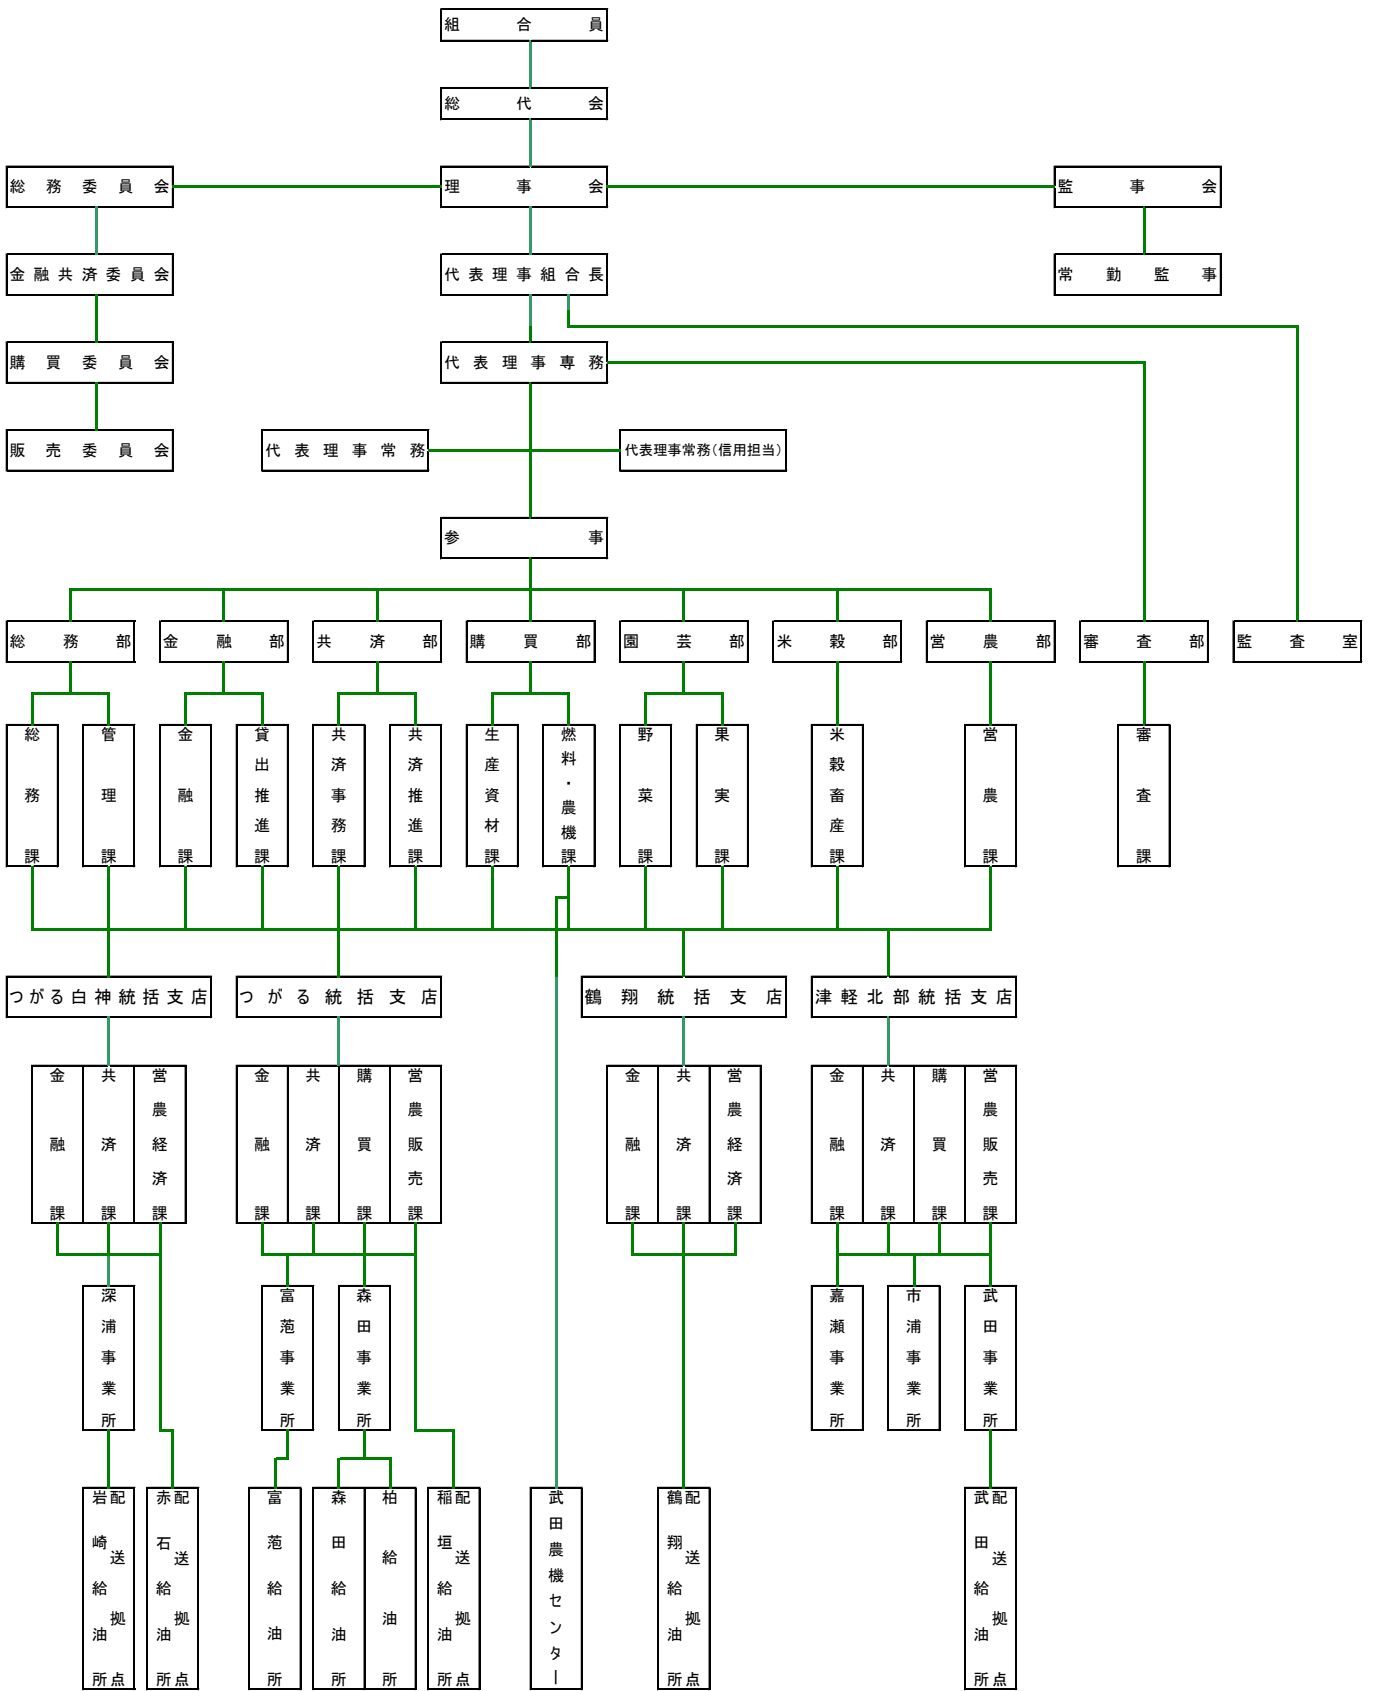 組合員
総代会
総務委員会
理事会
監事会
金融共済委員会
代表理事組合長
常勤監事
購買委員会
代表理事専務
販売委員会
代表理事常務
代表理事常務(信用担当)
参事
総務部
金融部
共済部
購買部
園芸部
米穀部
営農部
審査部
監査室
総務課
管理課
金融課
貸出推進課
共済事務課
共済推進課
生産資材課
燃料・農機課
野菜課
果実課
米穀畜産課
営農課
審査課
つがる白神統括支店
つがる統括支店
鶴翔統括支店
津軽北部統括支店
金融課
共済課
営農経済課
金融課
共済課
購買課
営農販売課
金融課
共済課
営農経済課
金融課
共済課
購買課
営農販売課
深浦事業所
富萢事業所
森田事業所
嘉瀬事業所
市浦事業所
武田事業所
配送拠点
岩崎給油所
配送拠点
赤石給油所
富萢給油所
森田給油所
柏給油所
配送拠点
稲垣給油所
武田農機センター
配送拠点
鶴翔給油所
配送拠点
武田給油所